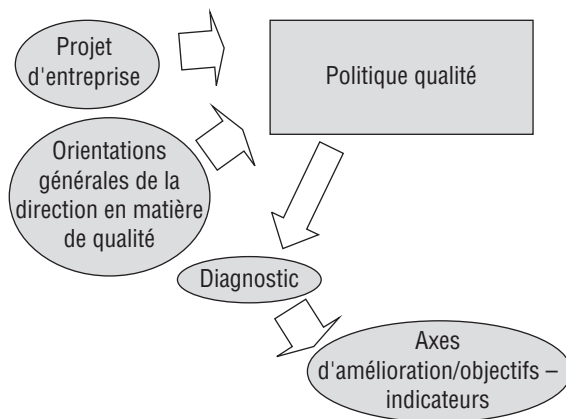 Projet
d'entreprise
Politique qualité
Orientations
générales de la
direction en matière
de qualité
Diagnostic
Axes
d'amélioration/objectifs –
indicateurs